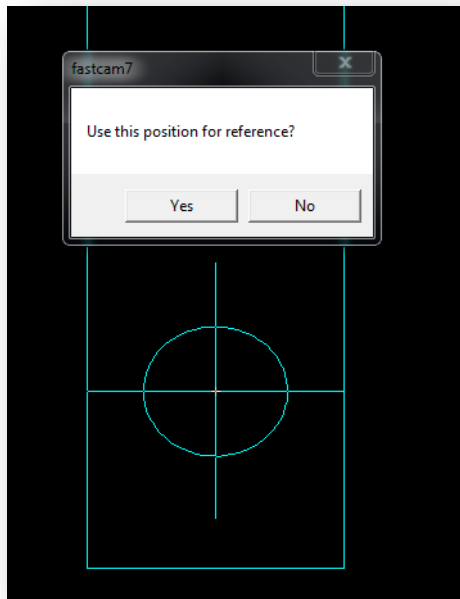 fastcam7
Use this position for reference?
Yes
No